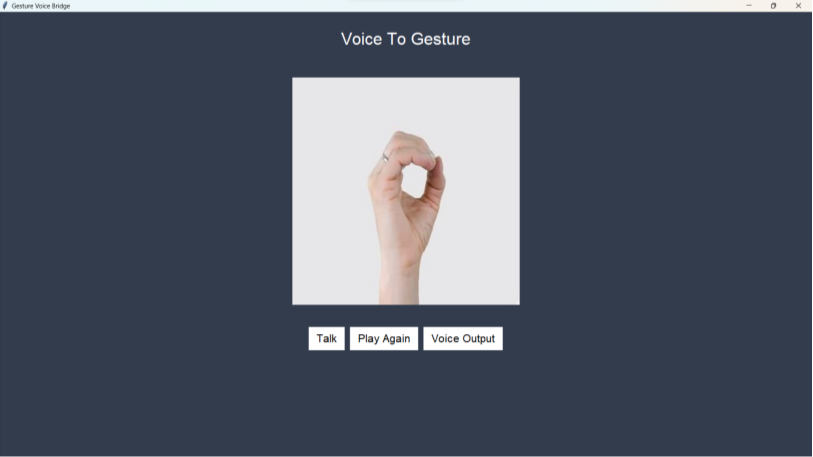 Gesture Voice Bridge
Voice To Gesture
Talk Play Again Voice Output